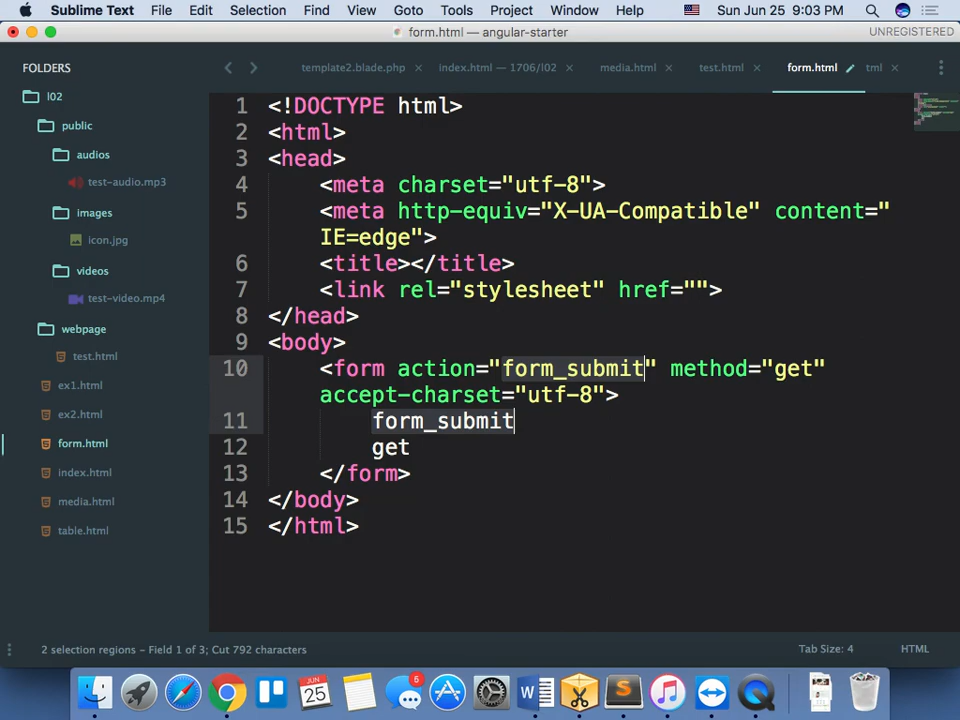 Sublime Text File Edit Selection Find View Goto Tools Project Window Help Sun Jun 25 9:03 PM
form.html — angular-starter UNREGISTERED
FOLDERS
l02
public
audios
test-audio.mp3
images
icon.jpg
videos
test-video.mp4
webpage
test.html
ex1.html
ex2.html
form.html
index.html
media.html
table.html
template2.blade.php × index.html — 1706/l02 × media.html × test.html × form.html tml ×
1 <!DOCTYPE html>
2 <html>
3 <head>
4 <meta charset="utf-8">
5 <meta http-equiv="X-UA-Compatible" content="
IE=edge">
6 <title></title>
7 <link rel="stylesheet" href="">
8 </head>
9 <body>
10 <form action="form_submit" method="get"
accept-charset="utf-8">
11 form_submit
12 get
13 </form>
14 </body>
15 </html>
2 selection regions – Field 1 of 3; Cut 792 characters Tab Size: 4 HTML
JUN
25
6
W
S